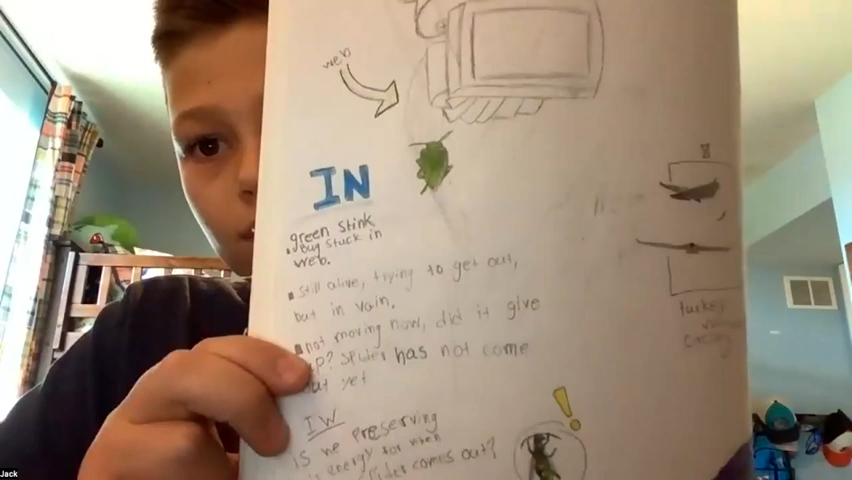 web
IN
green stink
bug stuck in
web.
still alive, trying to get out,
but in vain.
not moving now, did it give
up? Spider has not come
out yet
IW
is he preserving
energy for when
spider comes out?
!
turkey
Jack